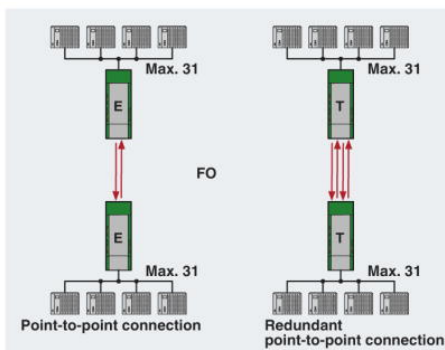 Max. 31
Max. 31
E
T
FO
E
T
Max. 31
Max. 31
Point-to-point connection
Redundant
point-to-point connection